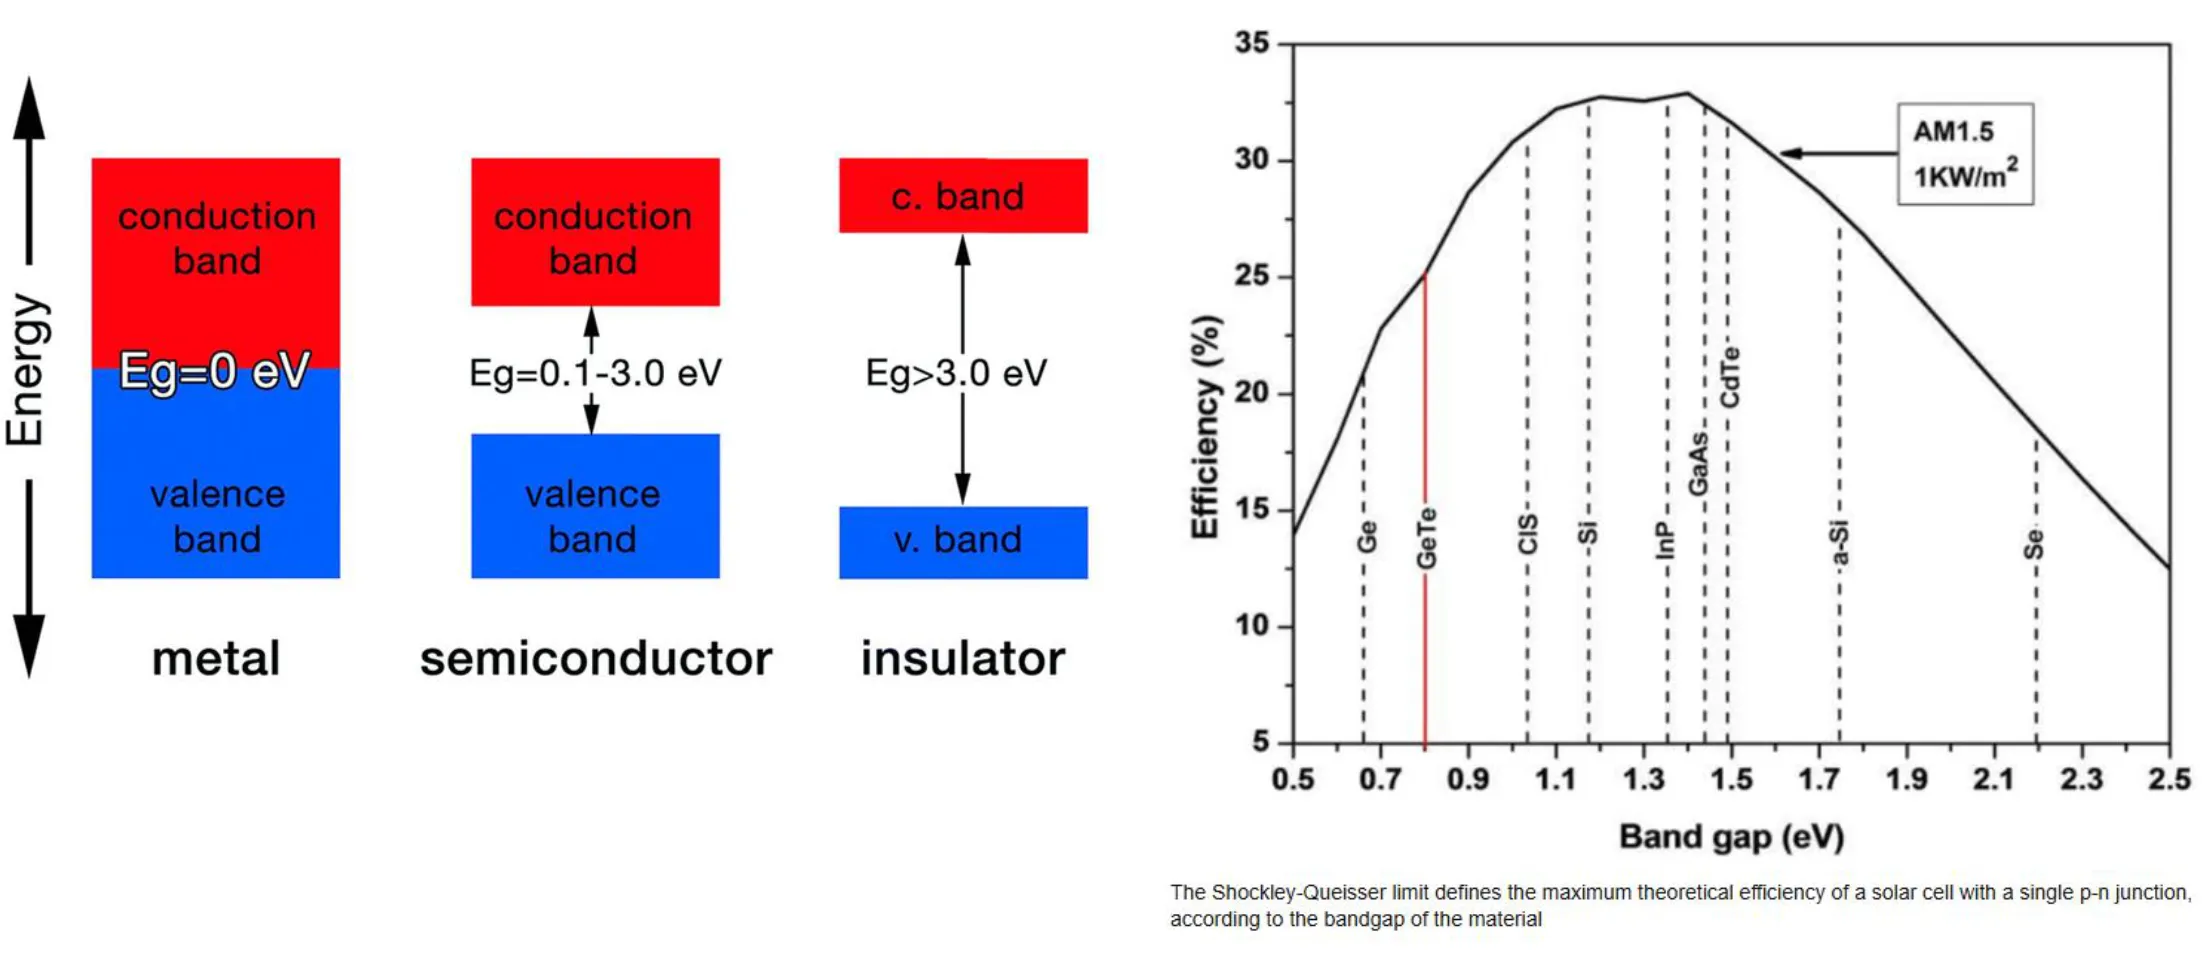 Energy
conduction
band
Eg=0 eV
valence
band
metal
conduction
band
Eg=0.1-3.0 eV
valence
band
semiconductor
c. band
Eg>3.0 eV
v. band
insulator
Efficiency (%)
35
30
25
20
15
10
5
AM1.5
1KW/m²
Ge
GeTe
CIS
Si
InP
GaAs
CdTe
a-Si
Se
0.5 0.7 0.9 1.1 1.3 1.5 1.7 1.9 2.1 2.3 2.5
Band gap (eV)
The Shockley-Queisser limit defines the maximum theoretical efficiency of a solar cell with a single p-n junction,
according to the bandgap of the material